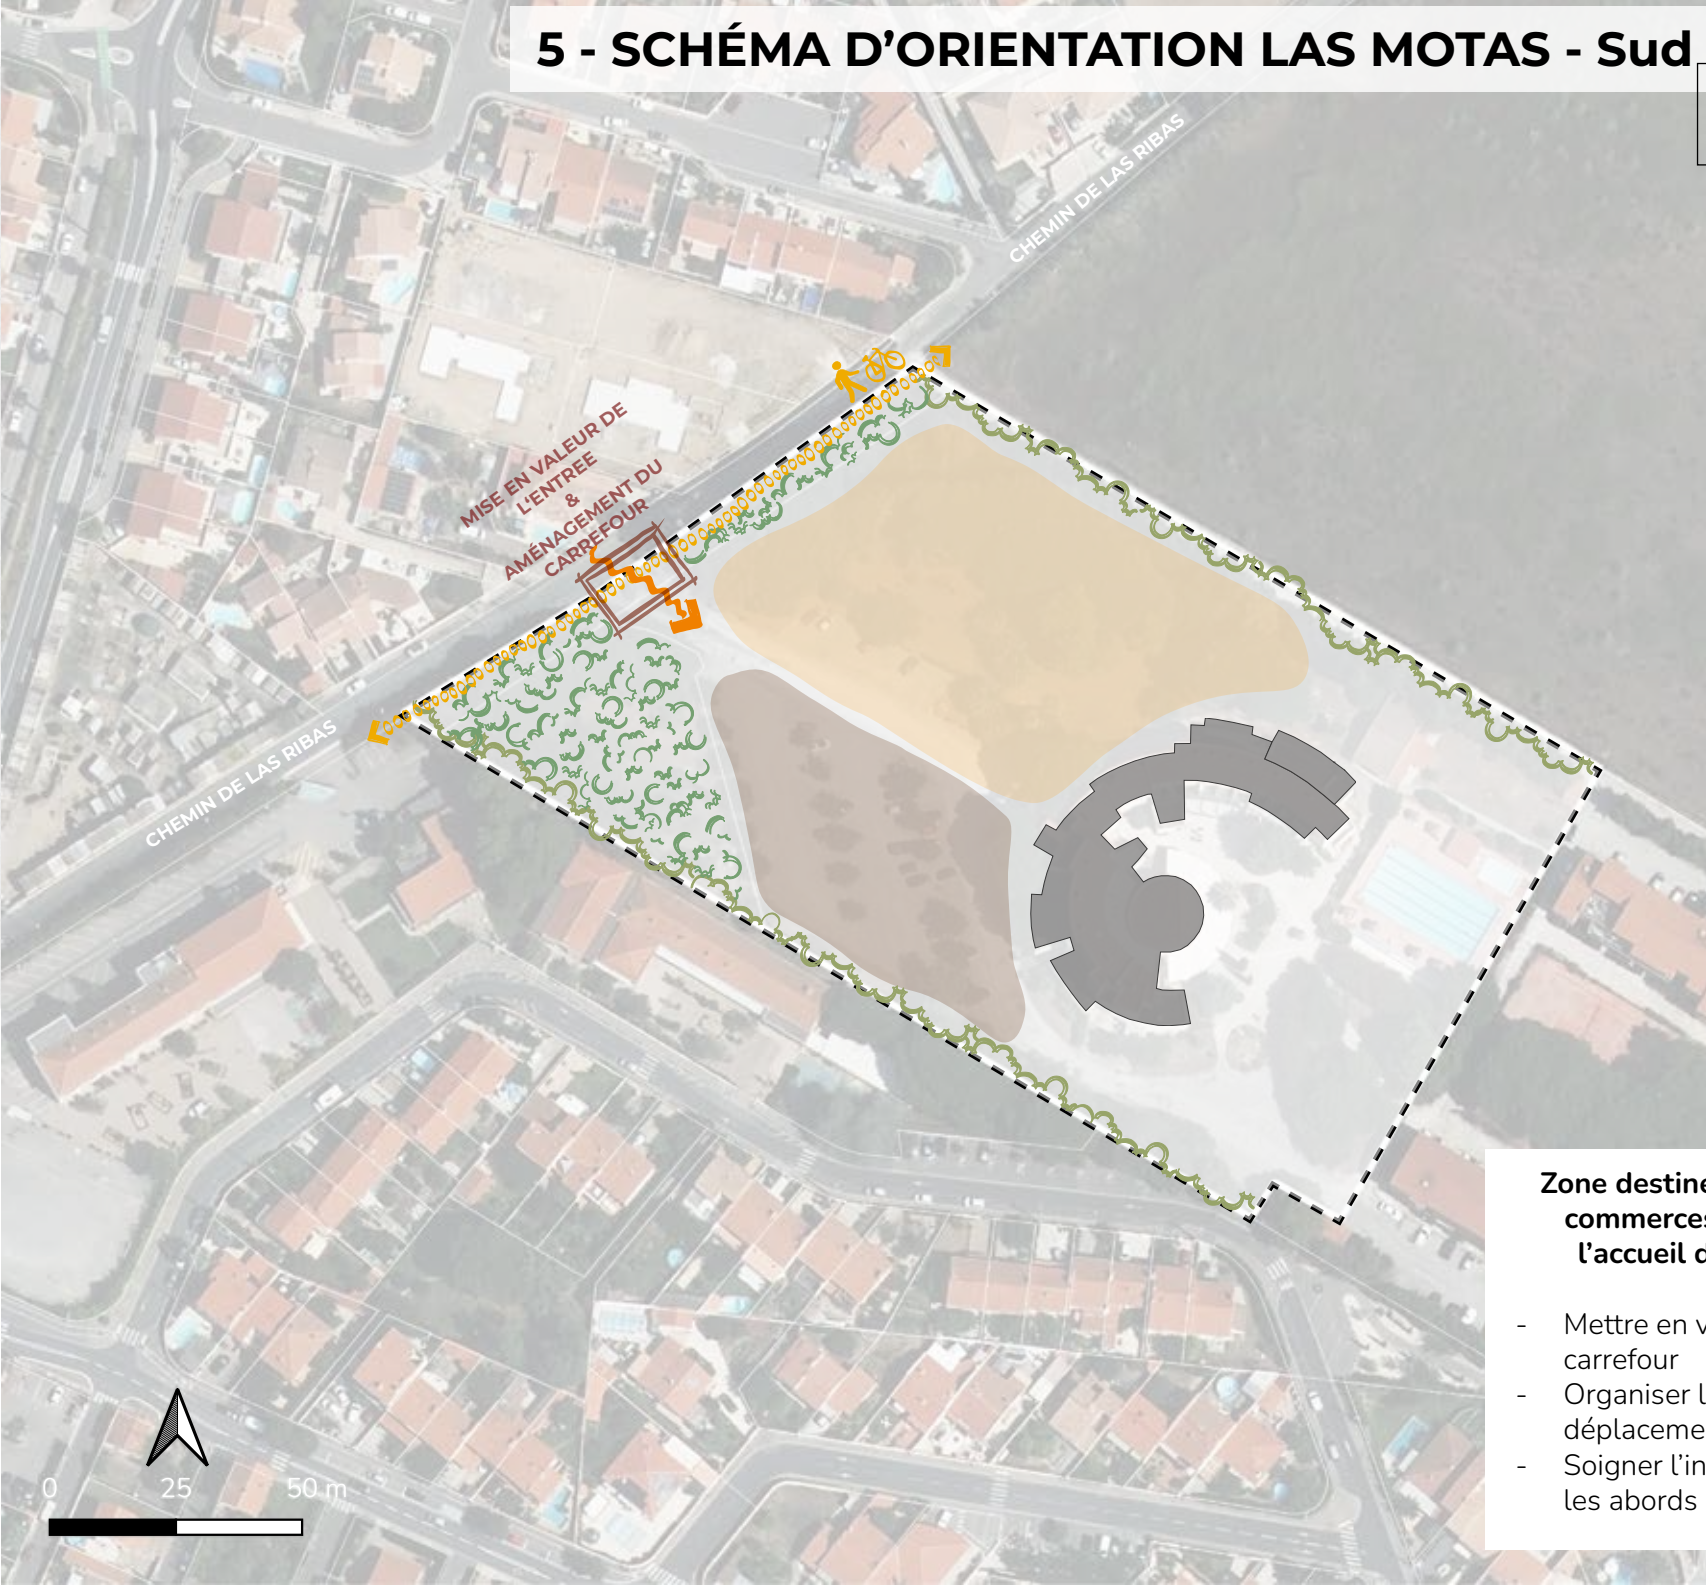 5 - SCHÉMA D’ORIENTATION LAS MOTAS - Sud
CHEMIN DE LAS RIBAS
MISE EN VALEUR DE
L'ENTREE
&
AMÉNAGEMENT DU
CARREFOUR
CHEMIN DE LAS RIBAS
Zone destin
commerces
l’accueil d
- Mettre en v
carrefour
- Organiser l
déplaceme
- Soigner l’in
les abords
0 25 50 m